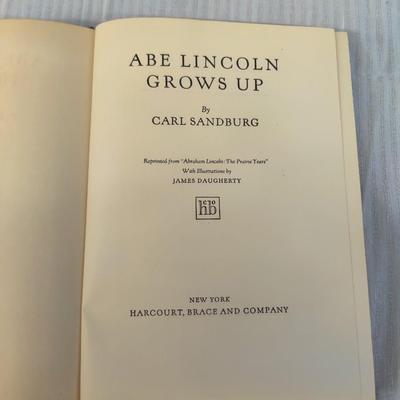 ABE LINCOLN
GROWS UP
By
CARL SANDBURG
Reprinted from "Abraham Lincoln: The Prairie Years"
With Illustrations by
JAMES DAUGHERTY
hb
NEW YORK
HARCOURT, BRACE AND COMPANY